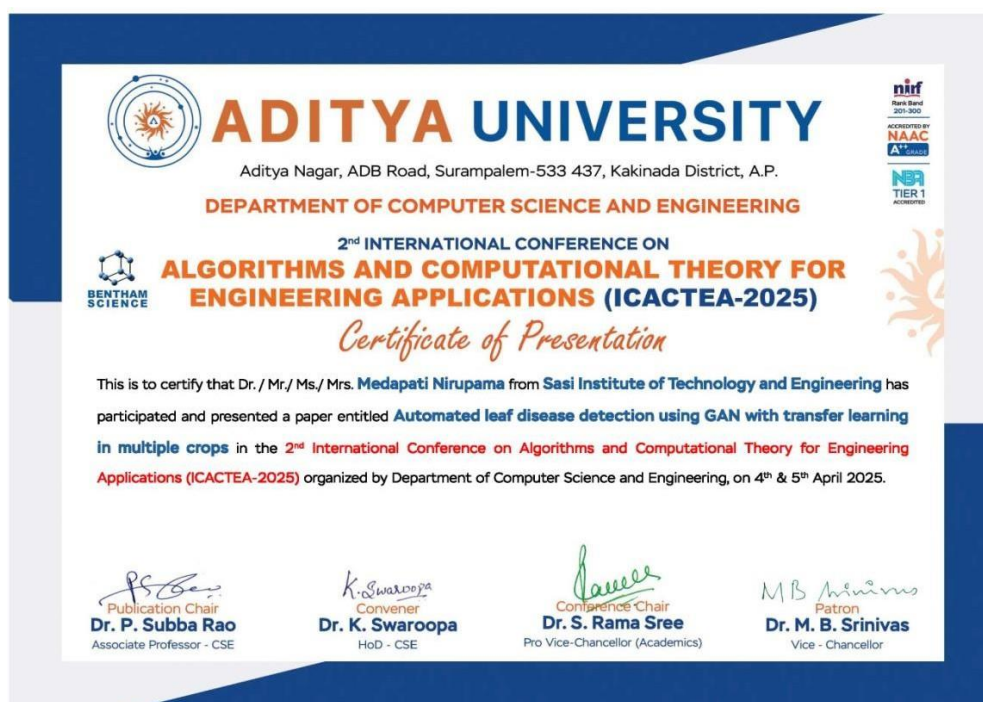 ADITYA UNIVERSITY
Aditya Nagar, ADB Road, Surampalem-533 437, Kakinada District, A.P.
nirf
Rank Band
201-300
ACCREDITED BY
NAAC
A++ GRADE
NBA
TIER 1
ACCREDITED
DEPARTMENT OF COMPUTER SCIENCE AND ENGINEERING
BENTHAM
SCIENCE
2nd INTERNATIONAL CONFERENCE ON
ALGORITHMS AND COMPUTATIONAL THEORY FOR
ENGINEERING APPLICATIONS (ICACTEA-2025)
Certificate of Presentation
This is to certify that Dr. / Mr./ Ms./ Mrs. Medapati Nirupama from Sasi Institute of Technology and Engineering has
participated and presented a paper entitled Automated leaf disease detection using GAN with transfer learning
in multiple crops in the 2nd International Conference on Algorithms and Computational Theory for Engineering
Applications (ICACTEA-2025) organized by Department of Computer Science and Engineering, on 4th & 5th April 2025.
Publication Chair
Dr. P. Subba Rao
Associate Professor - CSE
K. Swaroopa
Convener
Dr. K. Swaroopa
HoD - CSE
Conference Chair
Dr. S. Rama Sree
Pro Vice-Chancellor (Academics)
M B Srinivas
Patron
Dr. M. B. Srinivas
Vice - Chancellor